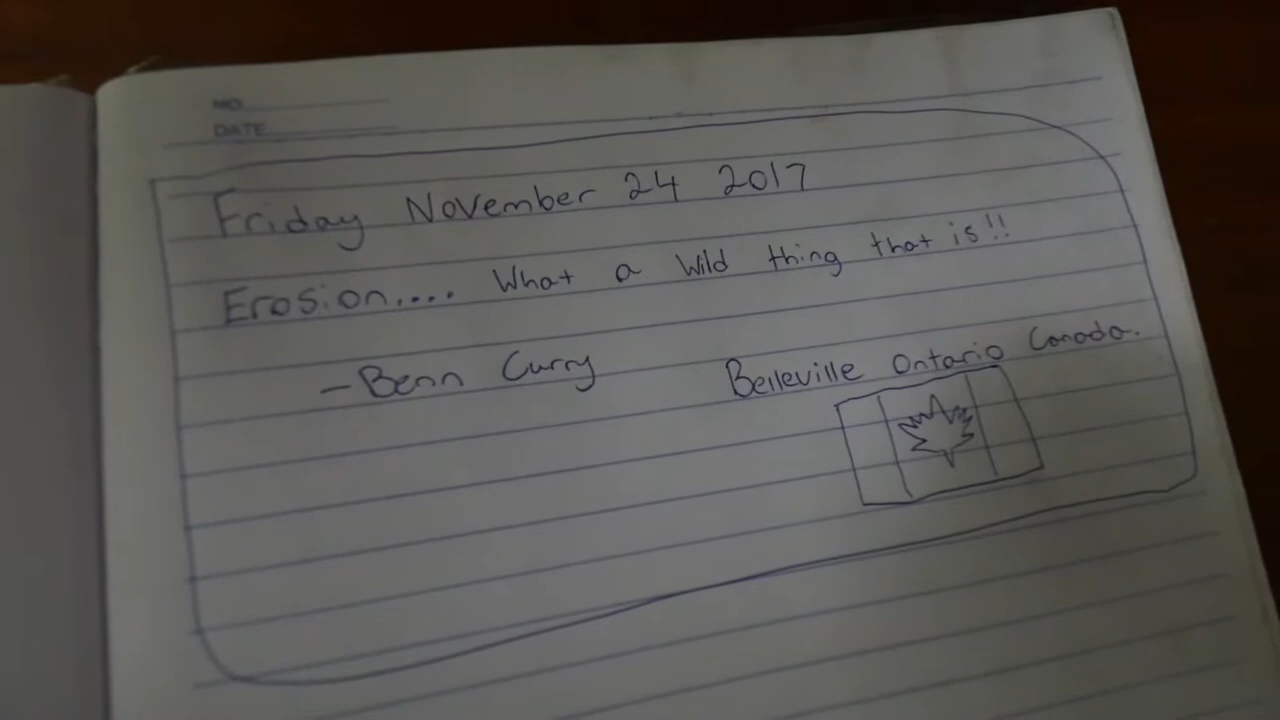 NO.
DATE
Friday November 24 2017
Erosion.... What a Wild thing that is!!
-Benn Curry
Belleville Ontario Canada.